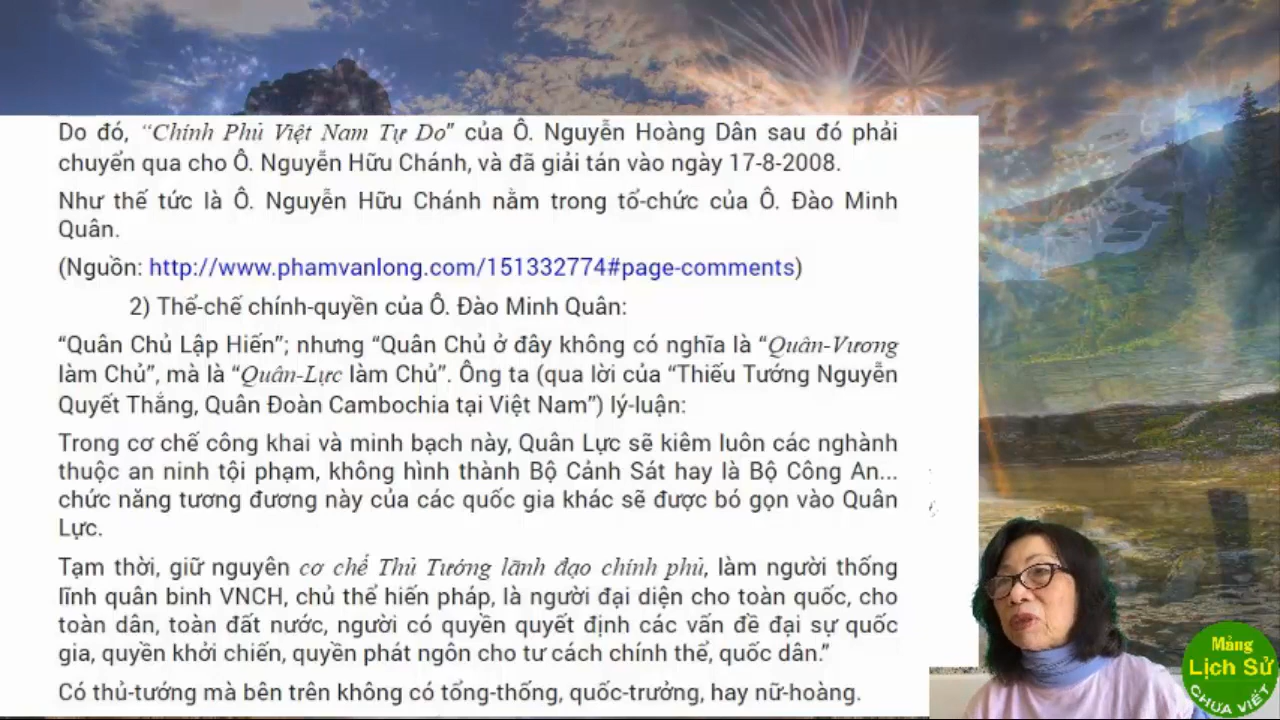 Do đó, “Chính Phủ Việt Nam Tự Do" của Ô. Nguyễn Hoàng Dân sau đó phải
chuyển qua cho Ô. Nguyễn Hữu Chánh, và đã giải tán vào ngày 17-8-2008.
Như thế tức là Ô. Nguyễn Hữu Chánh nằm trong tổ-chức của Ô. Đào Minh
Quân.
(Nguồn: http://www.phamvanlong.com/151332774#page-comments)
2) Thể-chế chính-quyền của Ô. Đào Minh Quân:
“Quân Chủ Lập Hiến”; nhưng “Quân Chủ ở đây không có nghĩa là “Quân-Vương
làm Chủ”, mà là “Quân-Lực làm Chủ”. Ông ta (qua lời của “Thiếu Tướng Nguyễn
Quyết Thắng, Quân Đoàn Cambochia tại Việt Nam”) lý-luận:
Trong cơ chế công khai và minh bạch này, Quân Lực sẽ kiêm luôn các nghành
thuộc an ninh tội phạm, không hình thành Bộ Cảnh Sát hay là Bộ Công An...
chức năng tương đương này của các quốc gia khác sẽ được bó gọn vào Quân
Lực.
Tạm thời, giữ nguyên cơ chế Thủ Tướng lãnh đạo chính phủ, làm người thống
lĩnh quân binh VNCH, chủ thể hiến pháp, là người đại diện cho toàn quốc, cho
toàn dân, toàn đất nước, người có quyền quyết định các vấn đề đại sự quốc
gia, quyền khởi chiến, quyền phát ngôn cho tư cách chính thể, quốc dân.”
Có thủ-tướng mà bên trên không có tổng-thống, quốc-trưởng, hay nữ-hoàng.
Mảng
Lịch Sử
CHƯA VIẾT